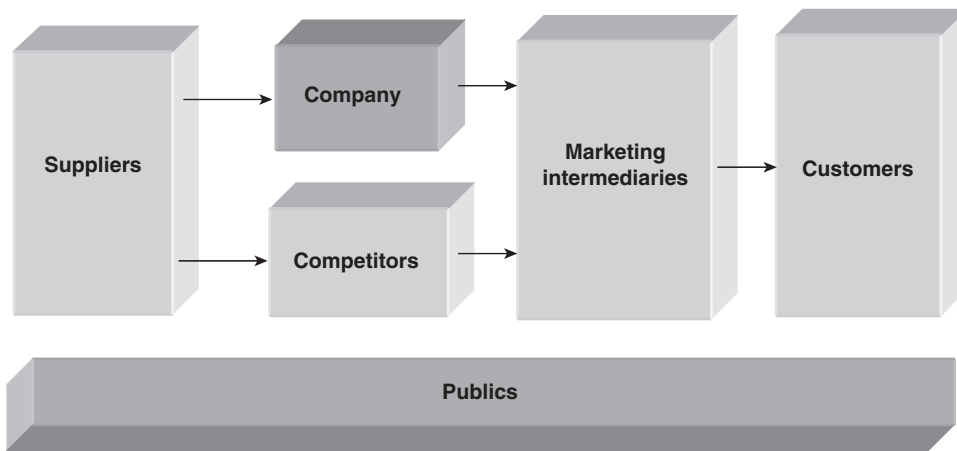 Suppliers
Company
Competitors
Marketing
intermediaries
Customers
Publics